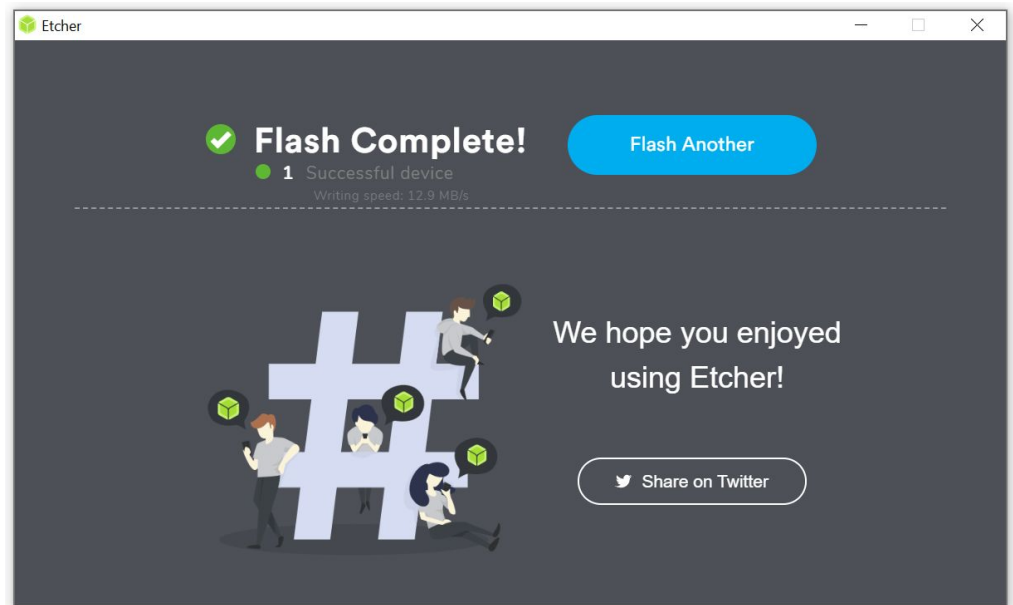 Etcher
Flash Complete!
Flash Another
1 Successful device
Writing speed: 12.9 MB/s
We hope you enjoyed
using Etcher!
Share on Twitter